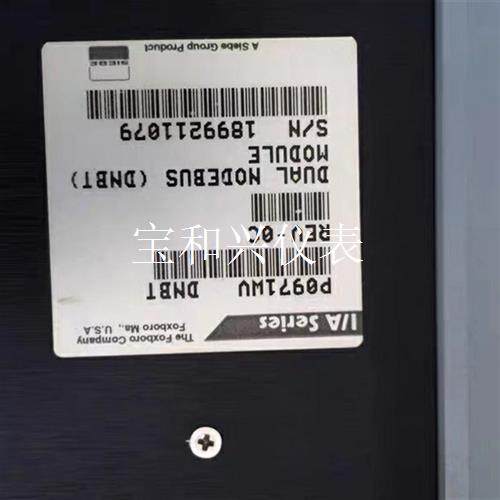 The Foxboro Company
Foxboro Ma., U.S.A
I/A Series
P0971WV DNBT
宝和兴仪表
DUAL NODEBUS (DNBT)
MODULE
S/N 1899211079
A Siebe Group Product